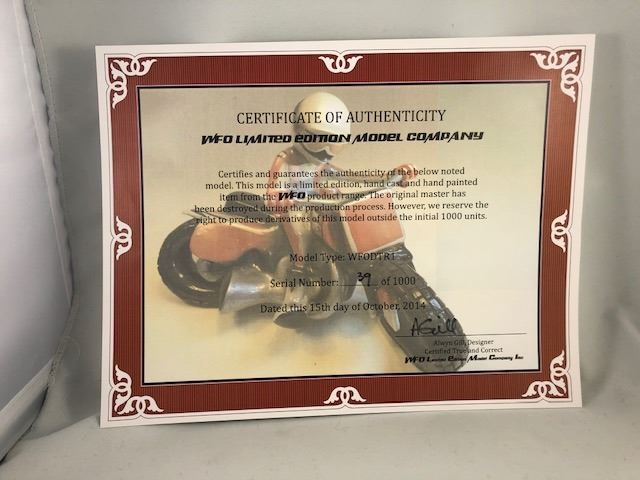 CERTIFICATE OF AUTHENTICITY
WFO LIMITED EDITION MODEL COMPANY
Certifies and guarantees the authenticity of the below noted
model. This model is a limited edition, hand cast and hand painted
item from the WFO product range. The original master has
been destroyed during the production process. However, we reserve the
right to produce derivatives of this model outside the initial 1000 units.
Model Type: WFODTR1
Serial Number: 39 of 1000
Dated this 15th day of October, 2014
AGill
Alwyn Gill, Designer
Certified True and Correct
WFO Limited Edition Model Company Inc